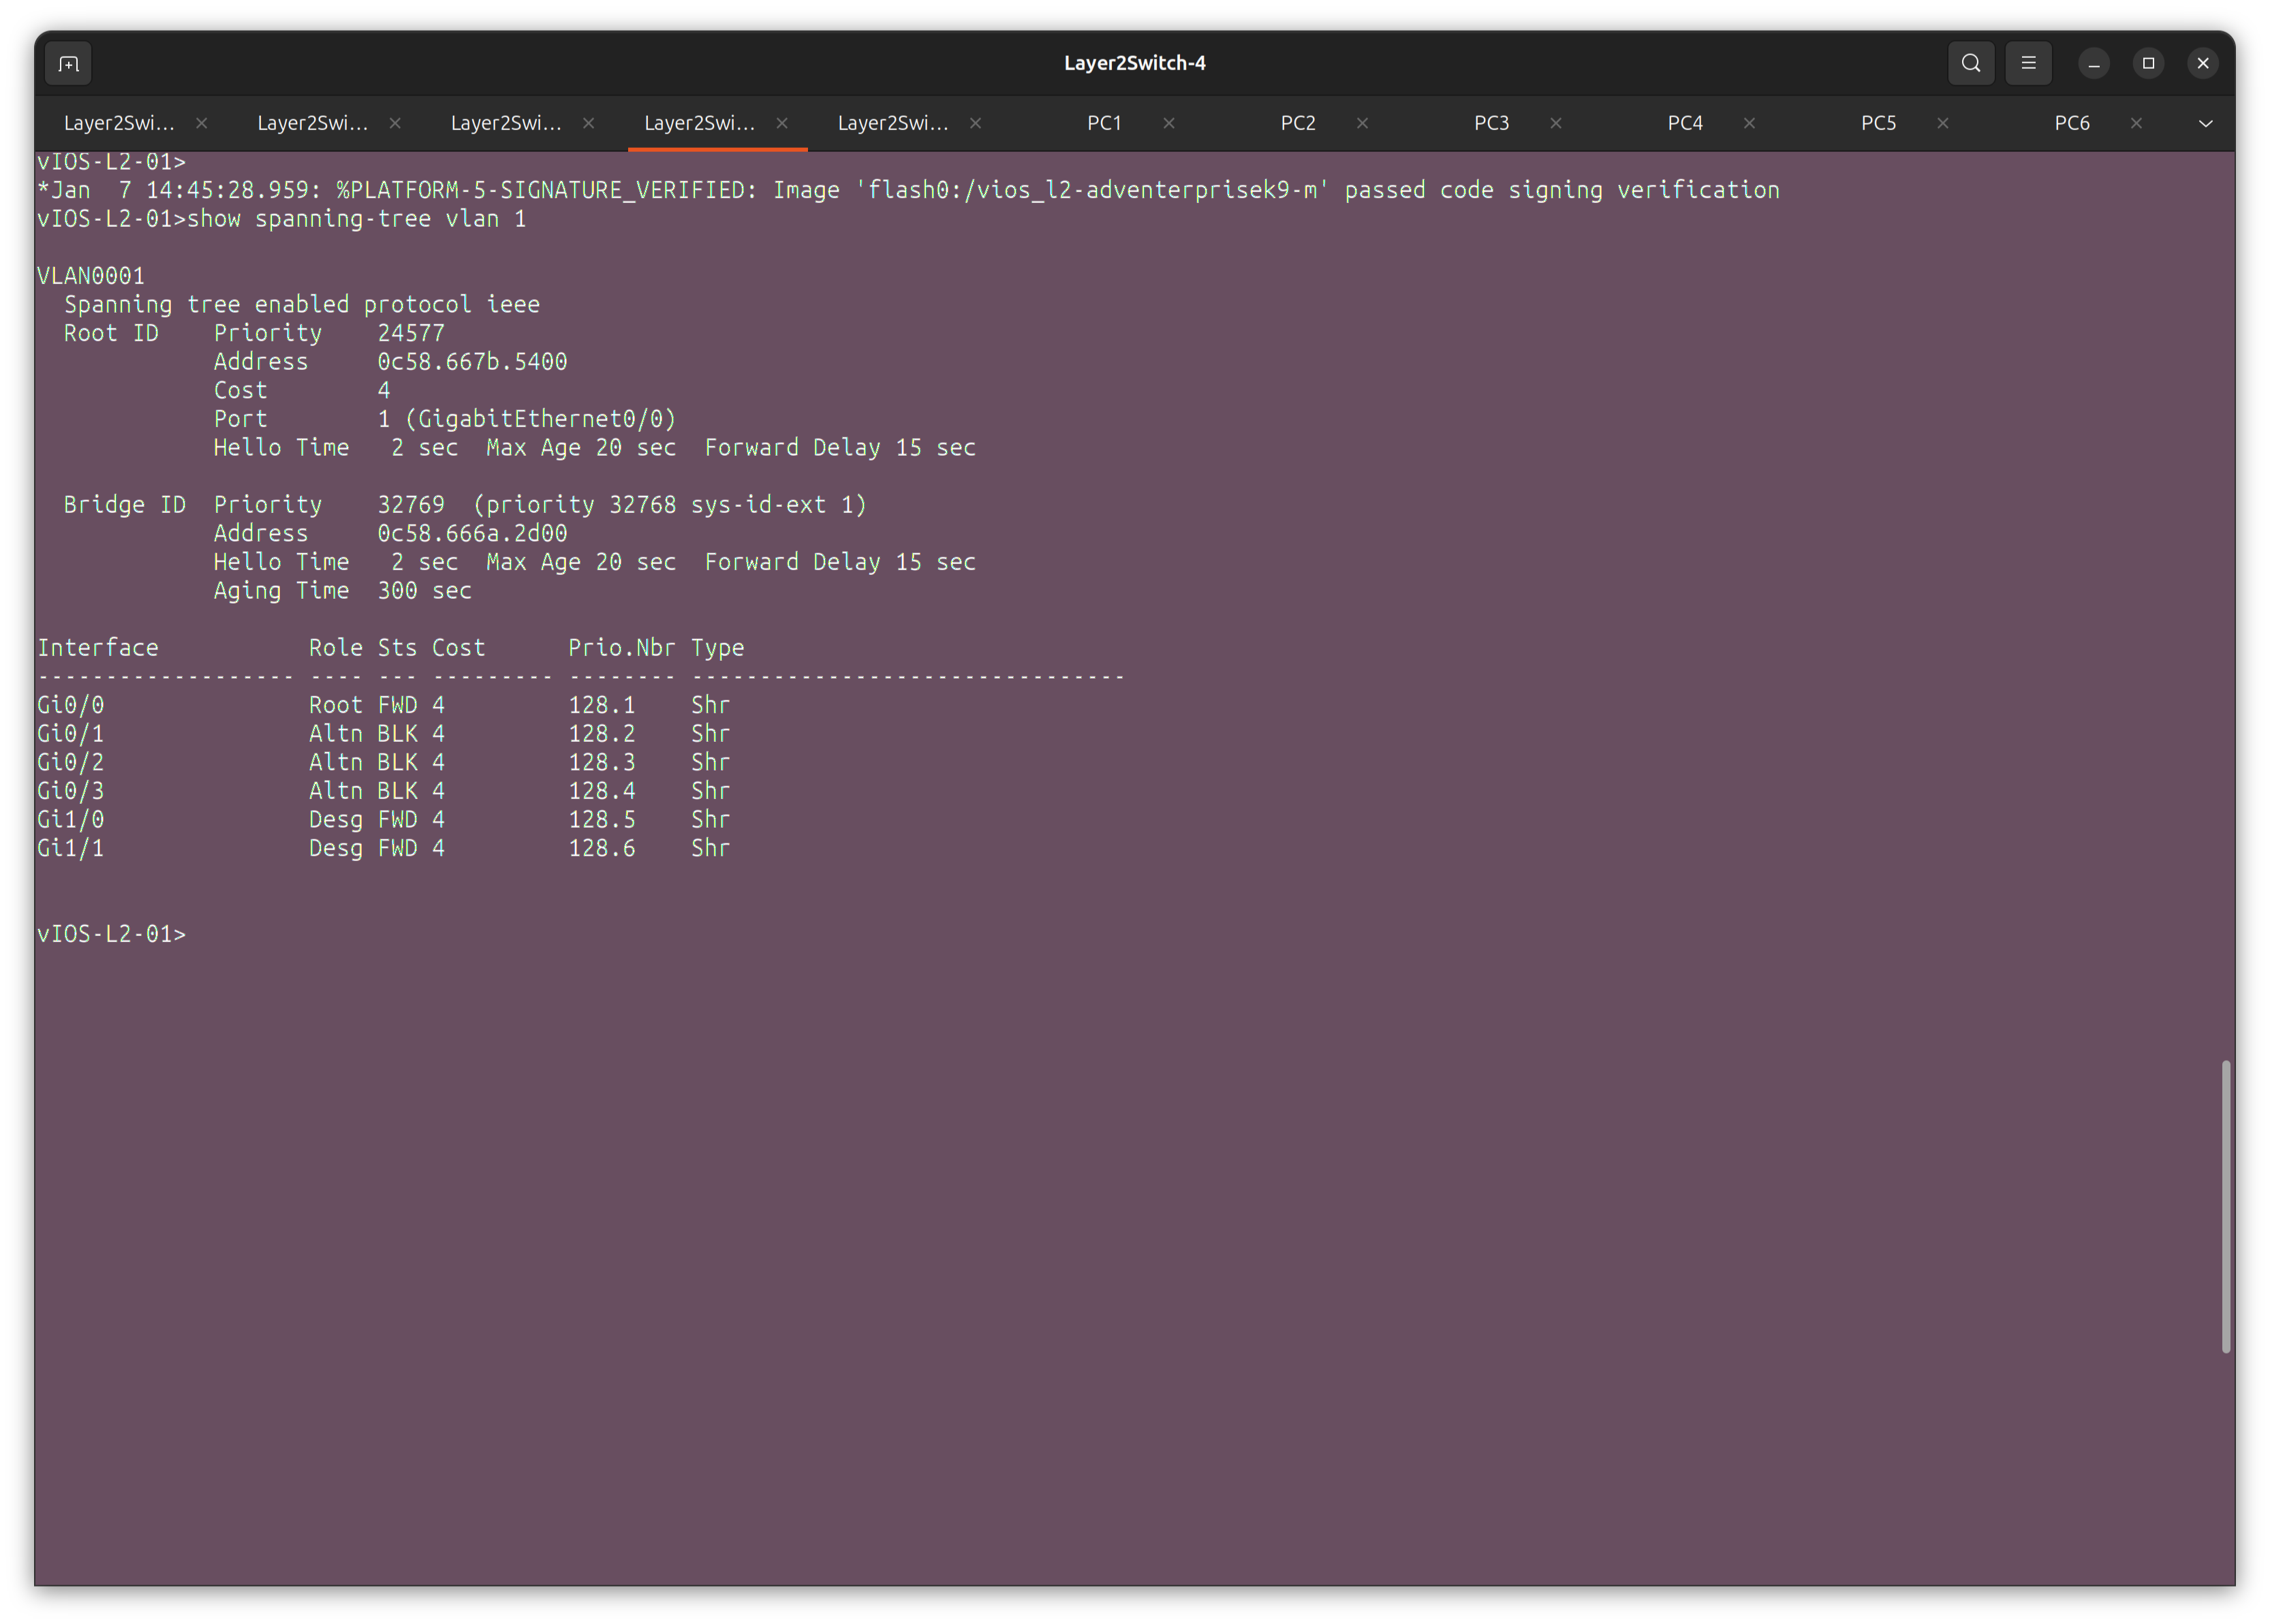 Layer2Switch-4
Layer2Swi... Layer2Swi... Layer2Swi... Layer2Swi... Layer2Swi... PC1 PC2 PC3 PC4 PC5 PC6
vIOS-L2-01>
*Jan  7 14:45:28.959: %PLATFORM-5-SIGNATURE_VERIFIED: Image 'flash0:/vios_l2-adventerprisek9-m' passed code signing verification
vIOS-L2-01>show spanning-tree vlan 1
VLAN0001
  Spanning tree enabled protocol ieee
  Root ID    Priority    24577
             Address     0c58.667b.5400
             Cost        4
             Port        1 (GigabitEthernet0/0)
             Hello Time   2 sec  Max Age 20 sec  Forward Delay 15 sec
  Bridge ID  Priority    32769  (priority 32768 sys-id-ext 1)
             Address     0c58.666a.2d00
             Hello Time   2 sec  Max Age 20 sec  Forward Delay 15 sec
             Aging Time  300 sec
Interface           Role Sts Cost      Prio.Nbr Type
------------------- ---- --- --------- -------- --------------------------------
Gi0/0               Root FWD 4         128.1    Shr
Gi0/1               Altn BLK 4         128.2    Shr
Gi0/2               Altn BLK 4         128.3    Shr
Gi0/3               Altn BLK 4         128.4    Shr
Gi1/0               Desg FWD 4         128.5    Shr
Gi1/1               Desg FWD 4         128.6    Shr
vIOS-L2-01>